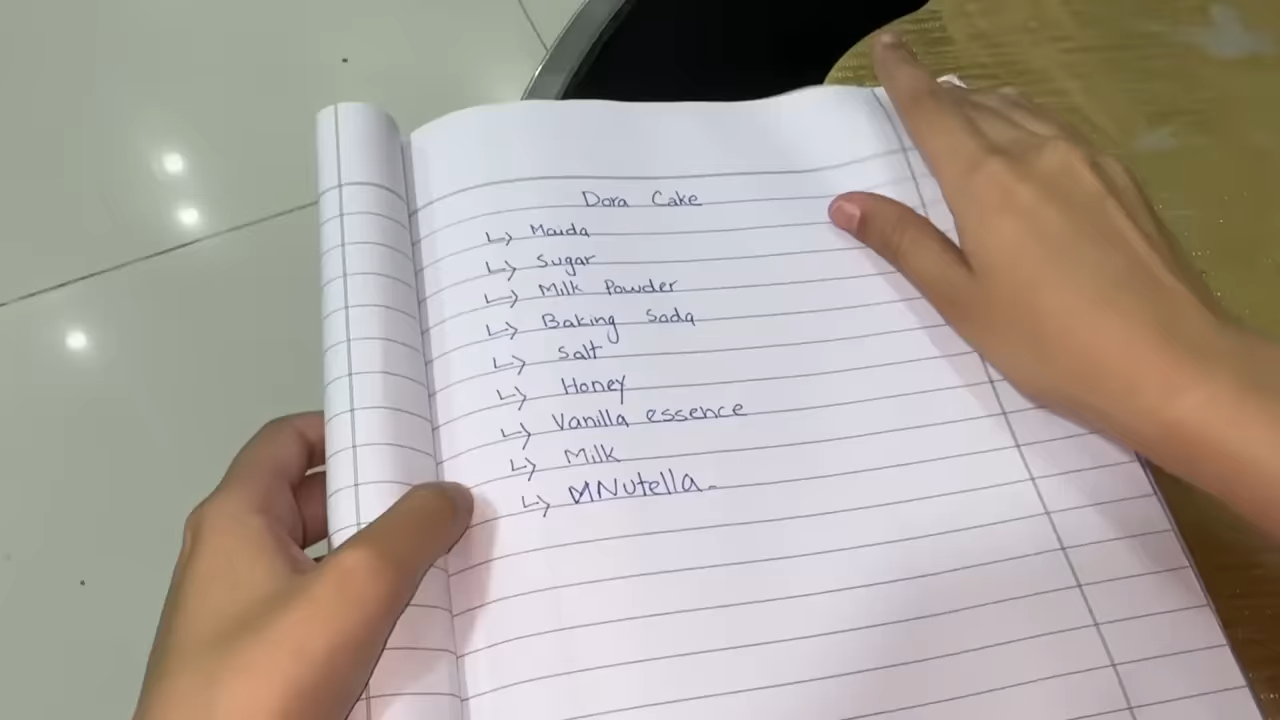 Dora Cake
↳ Maida
↳ Sugar
↳ Milk Powder
↳ Baking Soda
↳ Salt
↳ Honey
↳ Vanilla essence
↳ Milk
↳ Nutella